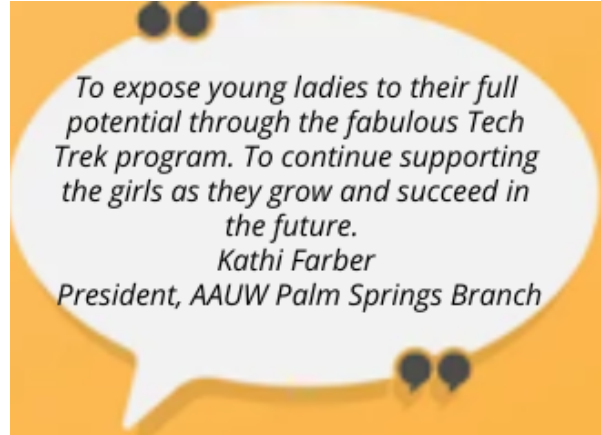 To expose young ladies to their full
potential through the fabulous Tech
Trek program. To continue supporting
the girls as they grow and succeed in
the future.
Kathi Farber
President, AAUW Palm Springs Branch